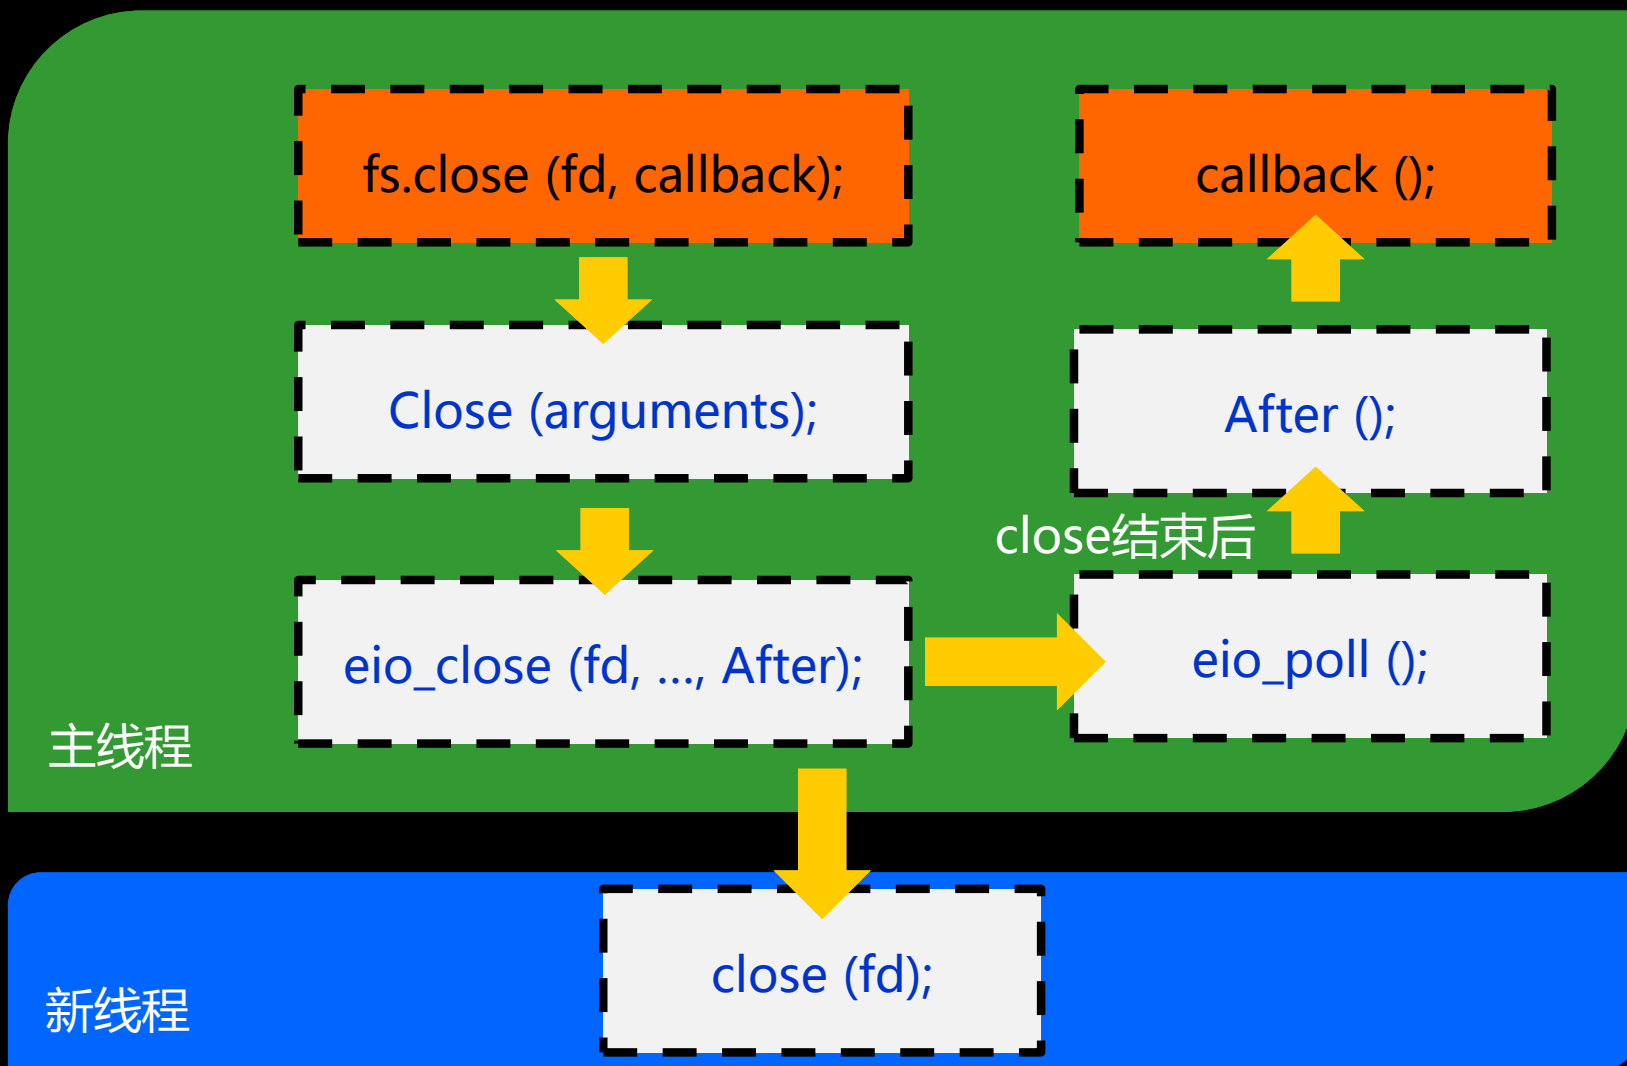 fs.close (fd, callback);
callback ();
Close (arguments);
After ();
close结束后
eio_close (fd, ..., After);
eio_poll ();
主线程
close (fd);
新线程